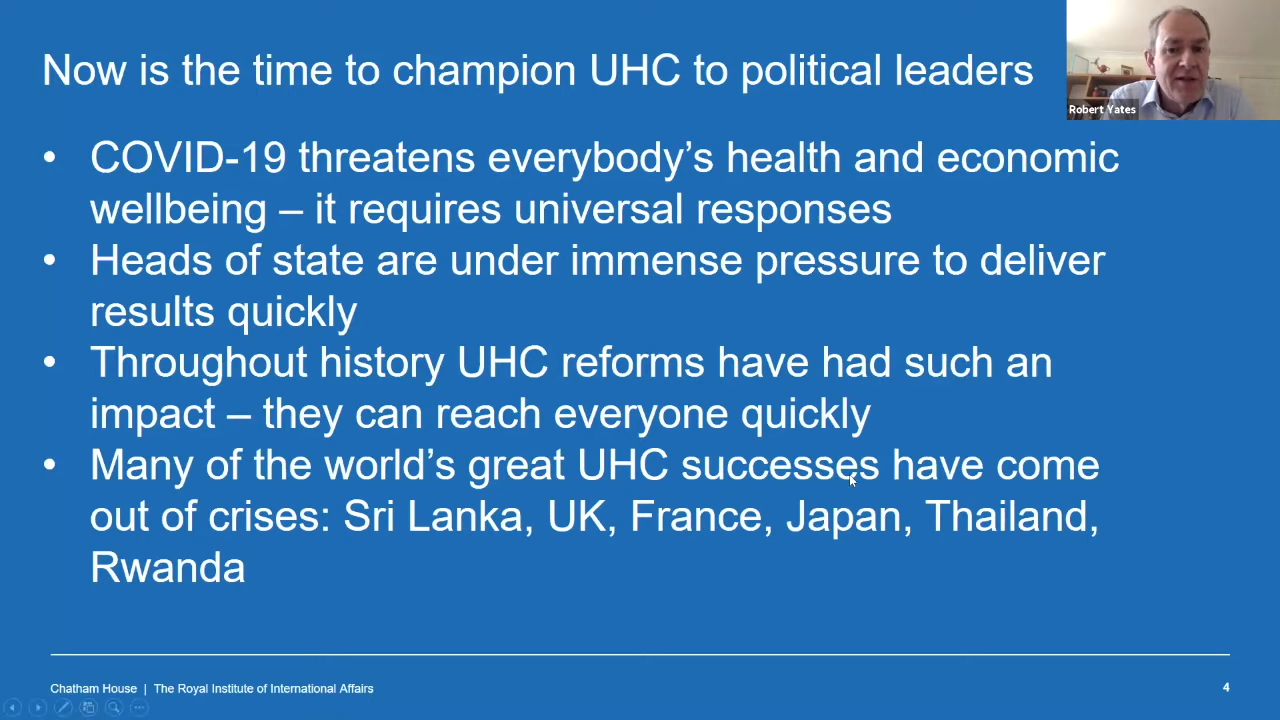 Now is the time to champion UHC to political leaders
Robert Yates
• COVID-19 threatens everybody’s health and economic
wellbeing – it requires universal responses
• Heads of state are under immense pressure to deliver
results quickly
• Throughout history UHC reforms have had such an
impact – they can reach everyone quickly
• Many of the world’s great UHC successes have come
out of crises: Sri Lanka, UK, France, Japan, Thailand,
Rwanda
Chatham House | The Royal Institute of International Affairs
4